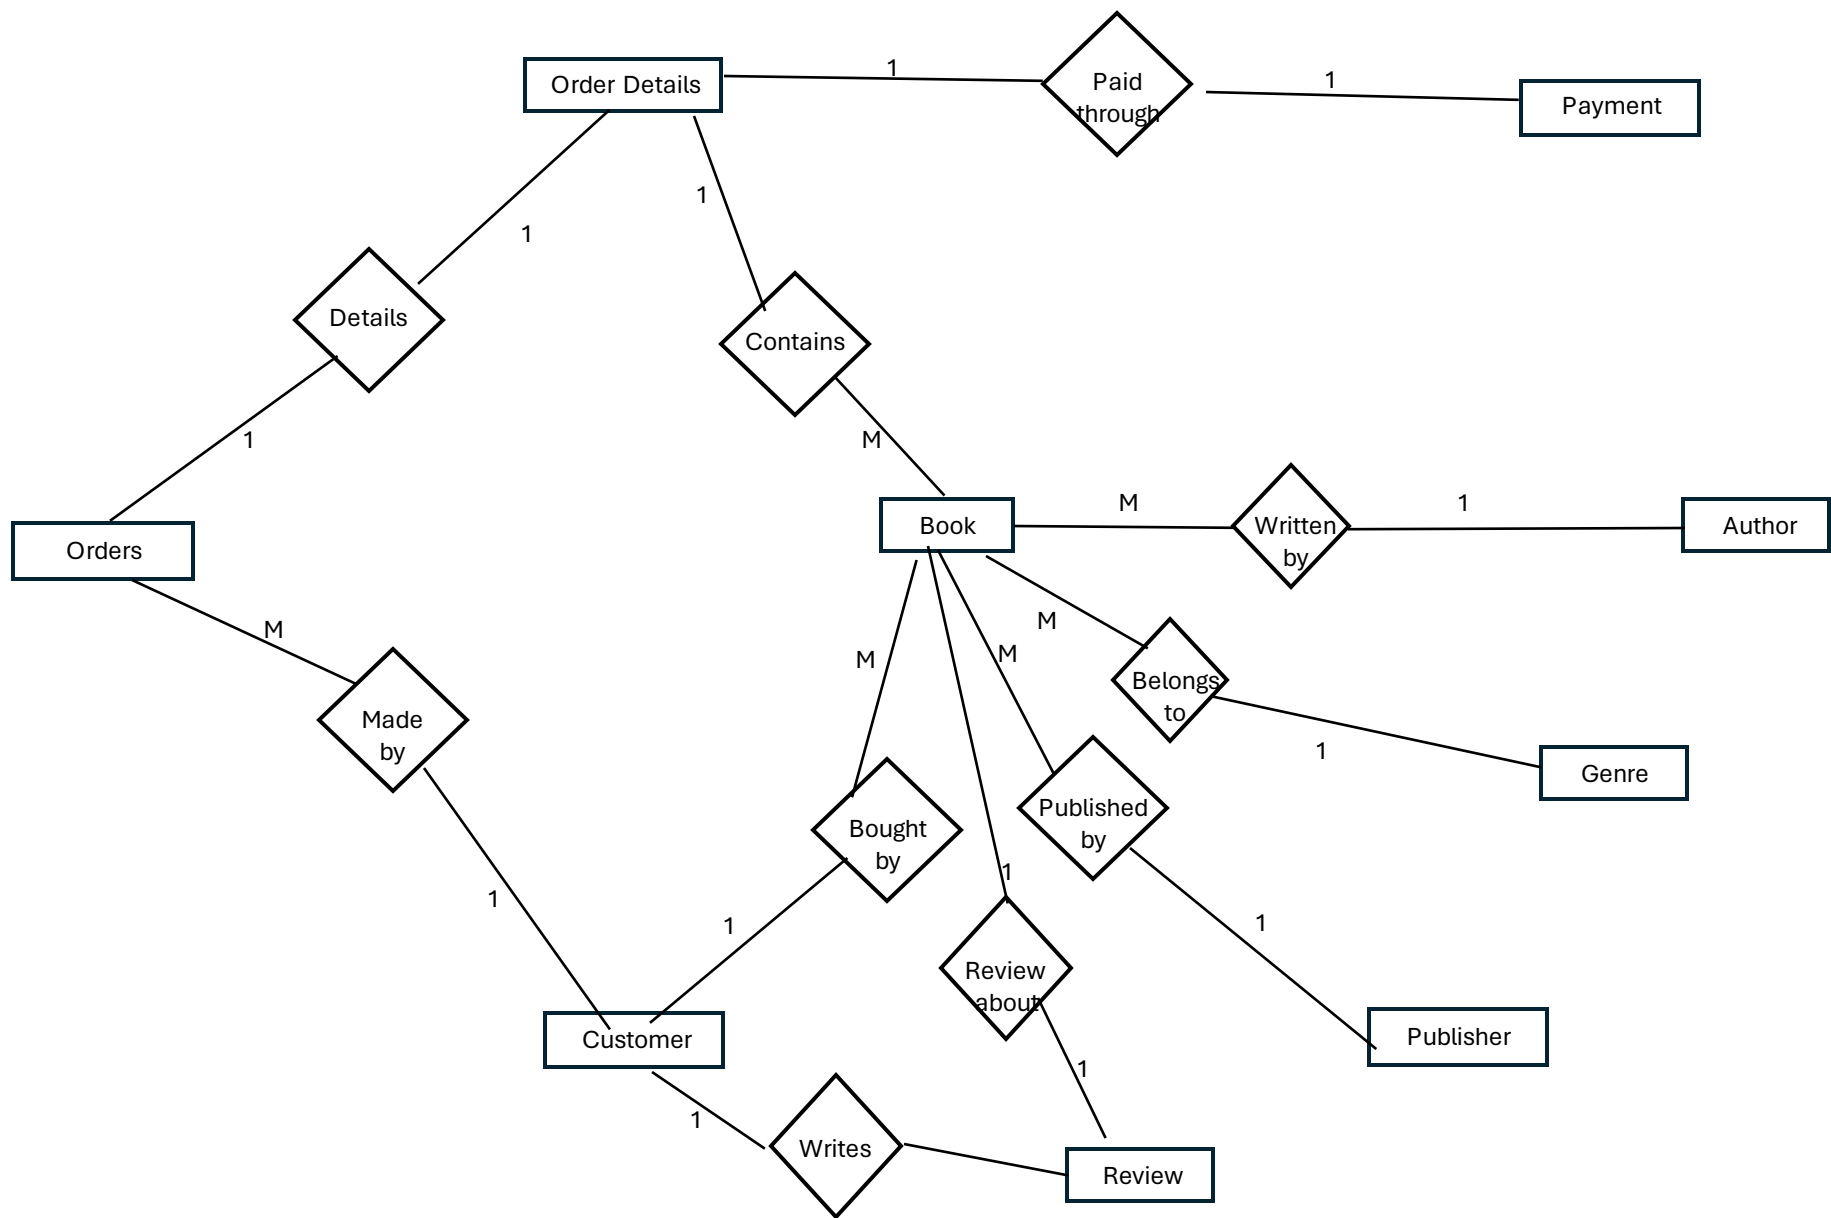 Order Details
1
Paid
through
1
Payment
1
1
Details
Contains
1
M
Orders
Book
M
Written
by
1
Author
M
M
M
M
Belongs
to
1
Genre
Made
by
Bought
by
Published
by
1
1
1
1
Review
about
1
Customer
Publisher
1
Writes
Review